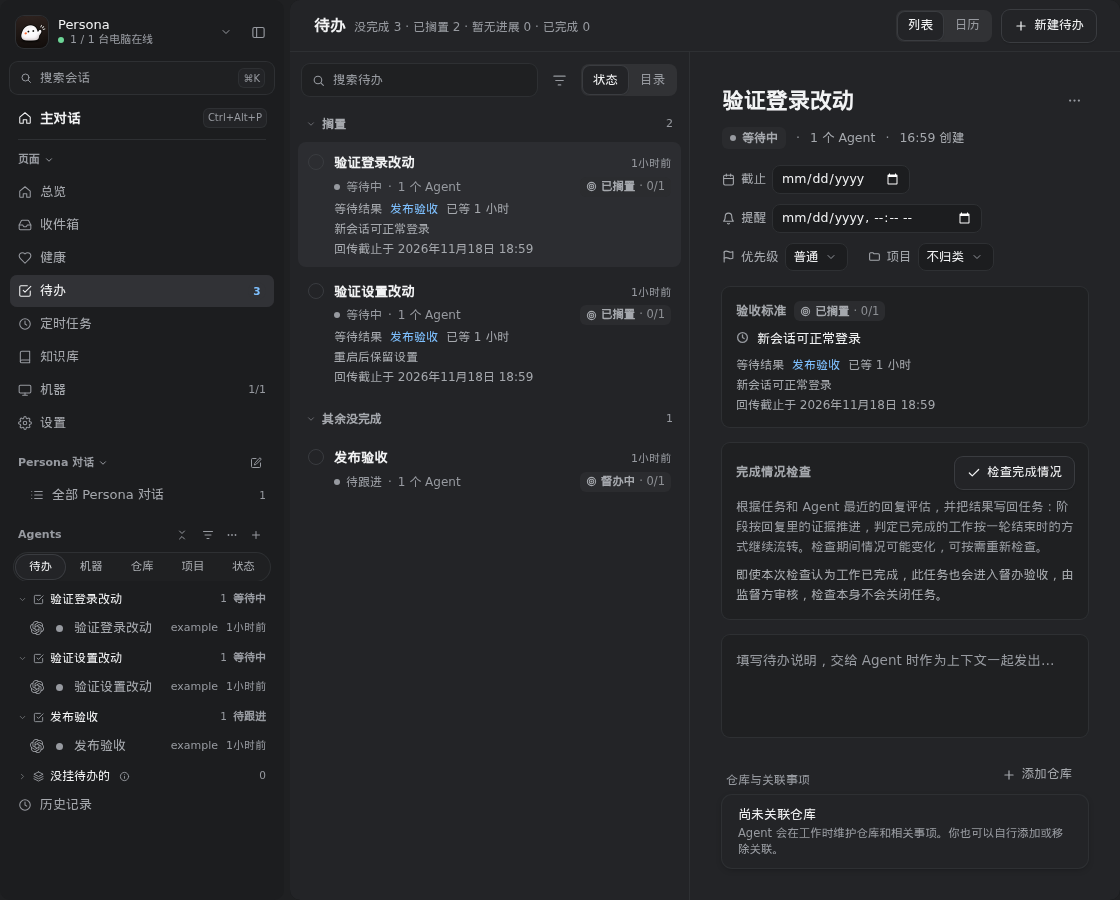 Persona
1 / 1 台电脑在线
搜索会话
⌘K
主对话
Ctrl+Alt+P
页面
总览
收件箱
健康
待办
3
定时任务
知识库
机器
1/1
设置
Persona 对话
全部 Persona 对话
1
Agents
待办
机器
仓库
项目
状态
验证登录改动
1 等待中
验证登录改动
example 1小时前
验证设置改动
1 等待中
验证设置改动
example 1小时前
发布验收
1 待跟进
发布验收
example 1小时前
没挂待办的
0
历史记录
待办
没完成 3 · 已搁置 2 · 暂无进展 0 · 已完成 0
列表
日历
新建待办
搜索待办
状态
目录
搁置
2
验证登录改动
1小时前
等待中 · 1 个 Agent
已搁置 · 0/1
等待结果 发布验收 已等 1 小时
新会话可正常登录
回传截止于 2026年11月18日 18:59
验证设置改动
1小时前
等待中 · 1 个 Agent
已搁置 · 0/1
等待结果 发布验收 已等 1 小时
重启后保留设置
回传截止于 2026年11月18日 18:59
其余没完成
1
发布验收
1小时前
待跟进 · 1 个 Agent
督办中 · 0/1
验证登录改动
等待中 · 1 个 Agent · 16:59 创建
截止
mm/dd/yyyy
提醒
mm/dd/yyyy, --:-- --
优先级
普通
项目
不归类
验收标准
已搁置 · 0/1
新会话可正常登录
等待结果 发布验收 已等 1 小时
新会话可正常登录
回传截止于 2026年11月18日 18:59
完成情况检查
检查完成情况
根据任务和 Agent 最近的回复评估，并把结果写回任务：阶
段按回复里的证据推进，判定已完成的工作按一轮结束时的方
式继续流转。检查期间情况可能变化，可按需重新检查。
即使本次检查认为工作已完成，此任务也会进入督办验收，由
监督方审核，检查本身不会关闭任务。
填写待办说明，交给 Agent 时作为上下文一起发出…
仓库与关联事项
添加仓库
尚未关联仓库
Agent 会在工作时维护仓库和相关事项。你也可以自行添加或移
除关联。